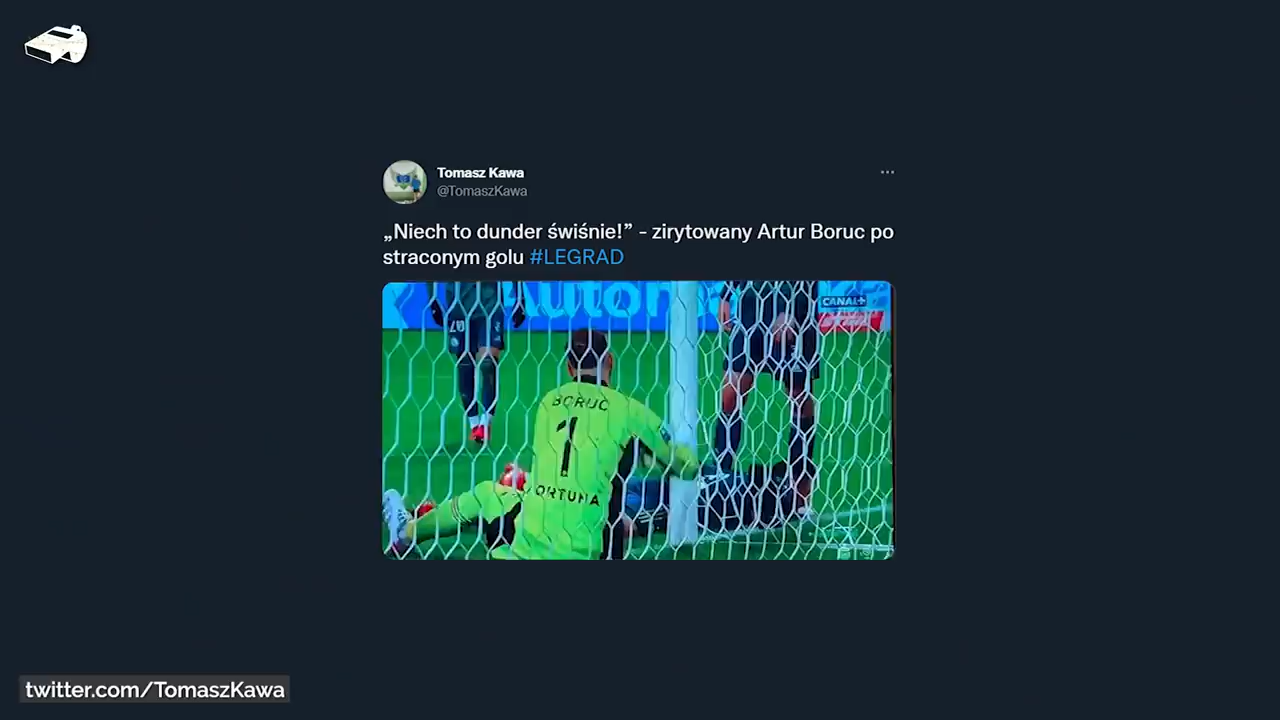 Tomasz Kawa
@TomaszKawa
„Niech to dunder świśnie!” - zirytowany Artur Boruc po
straconym golu #LEGRAD
CANAL+
BORUC
1
ORTUNA
twitter.com/TomaszKawa